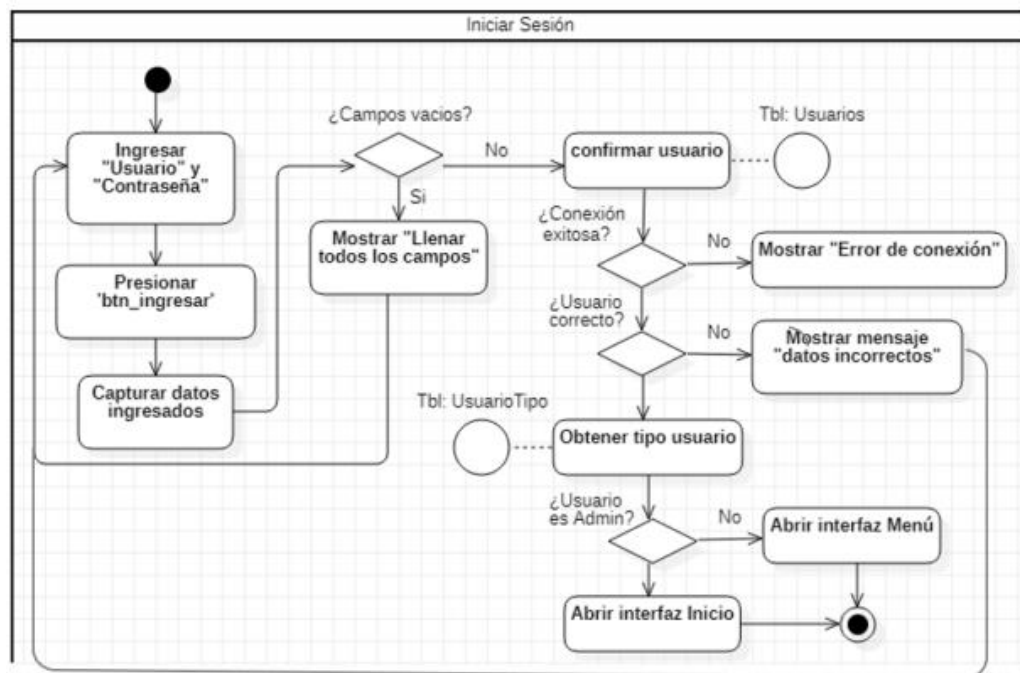 Iniciar Sesión
¿Campos vacios?
Tbl: Usuarios
Ingresar
"Usuario" y
"Contraseña"
No
confirmar usuario
Si
¿Conexión
exitosa?
Mostrar "Llenar
todos los campos"
No
Mostrar "Error de conexión"
Presionar
'btn_ingresar'
¿Usuario
correcto?
No
Mostrar mensaje
"datos incorrectos"
Capturar datos
ingresados
Tbl: UsuarioTipo
Obtener tipo usuario
¿Usuario
es Admin?
No
Abrir interfaz Menú
Abrir interfaz Inicio